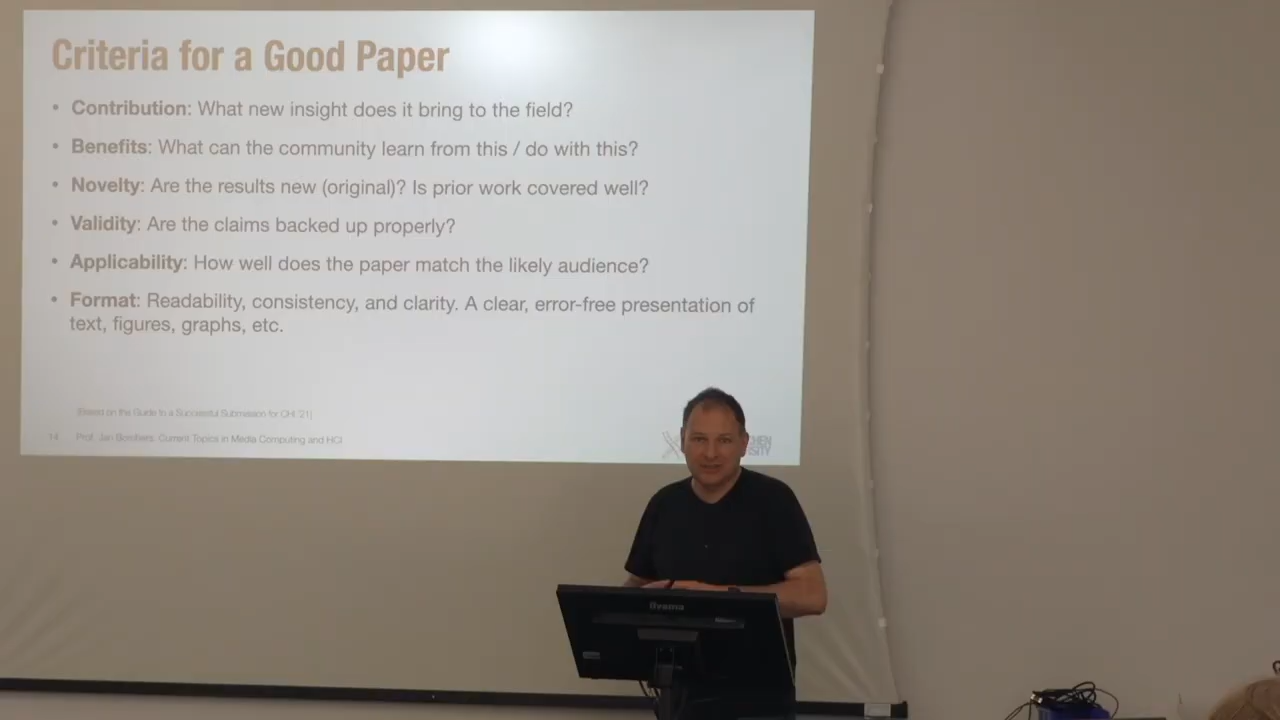 Criteria for a Good Paper
• Contribution: What new insight does it bring to the field?
• Benefits: What can the community learn from this / do with this?
• Novelty: Are the results new (original)? Is prior work covered well?
• Validity: Are the claims backed up properly?
• Applicability: How well does the paper match the likely audience?
• Format: Readability, consistency, and clarity. A clear, error-free presentation of
text, figures, graphs, etc.
[Based on the Guide to a Successful Submission for CHI '21]
14 Prof. Jan Borchers: Current Topics in Media Computing and HCI
HEN
SITY
iiyama